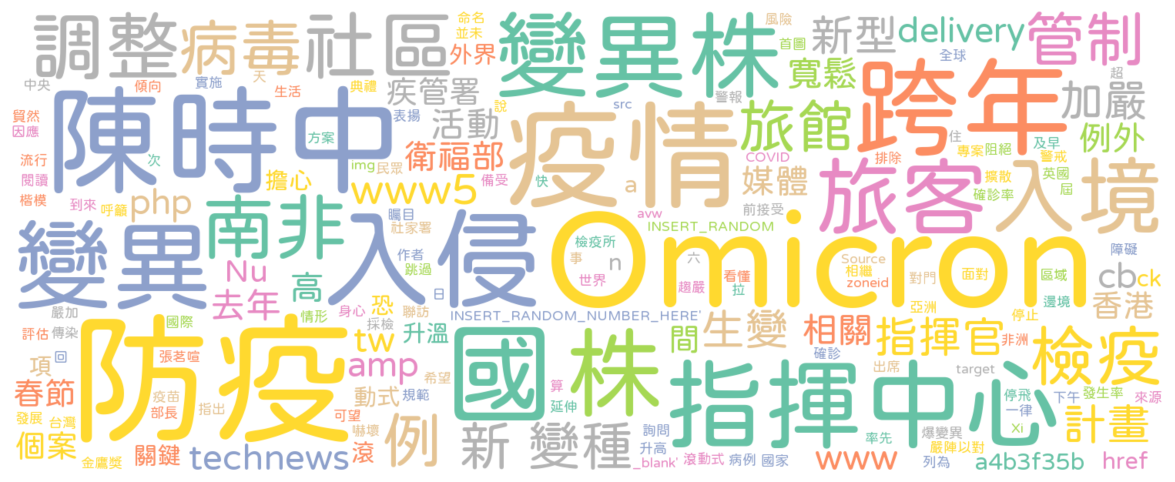 調整
病毒
社區
變異株
新型
delivery
管制
命名
並未
外界
風險
首圖
全球
寬鬆
中央
傾向
實施
天
生活
典禮
疾管署
說
src
警報
旅館
跨年
超
加嚴
例外
貿然
因應
陳時中
方案
表揚
活動
疫情
住
專案
阻絕
及早
警戒
英國
屆
流行
閱讀
楷模
次
img
民眾
衛福部
備受
快
COVID
媒體
排除
擴散
確診率
擔心
www5
a
旅客
入境
到來
呼籲
php
南非
矚目
社家署
avw
INSERT_RANDOM
前接受
變異
入侵
Omicron
作者
跳過
檢疫所
事
n
世界
六
趨嚴
看懂
拉
Source
相繼
zoneid
對門
面對
區域
障礙
cb
ck
Nu
去年
高
恐
聯訪
日
亞洲
邊境
香港
嚴加
國際
情形
身心
採檢
INSERT_RANDOM_NUMBER_HERE'
停止
評估
傳染
回
張茗喧
tw
升溫
間
生變
相關
指揮官
非洲
檢疫
防疫
國
株
確診
項
amp
希望
算
延伸
指揮中心
出席
target
停飛
一律
Xi
下午
發生率
來源
春節
疫苗
部長
指出
動式
規範
可望
發展
台灣
個案
關鍵
嚇壞
滾
例
新
變種
詢問
升高
率先
爆變異
嚴陣以對
計畫
金鷹獎
technews
_blank'
滾動式
病例
國家
www
列為
a4b3f35b
href